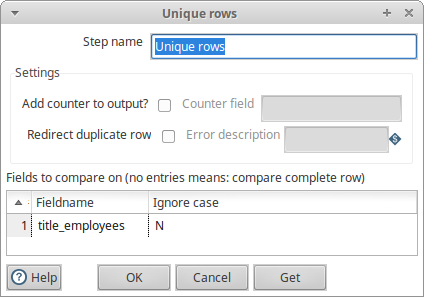 Unique rows
Step name Unique rows
Settings
Add counter to output? Counter field
Redirect duplicate row Error description
Fields to compare on (no entries means: compare complete row)
Fieldname Ignore case
1 title_employees N
Help OK Cancel Get